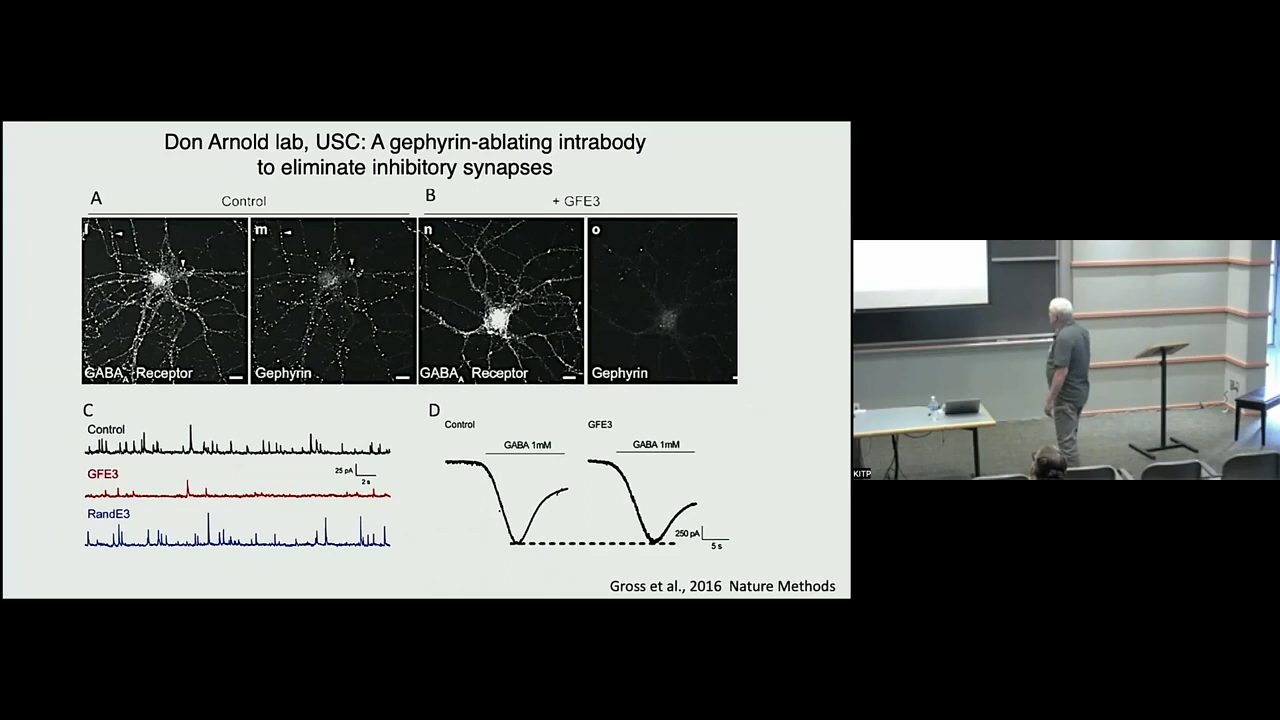 Don Arnold lab, USC: A gephyrin-ablating intrabody
to eliminate inhibitory synapses
A
Control
B
+ GFE3
l
m
n
o
GABAA Receptor
Gephyrin
GABAA Receptor
Gephyrin
C
Control
25 pA
2 s
GFE3
RandE3
D
Control
GABA 1mM
GFE3
GABA 1mM
250 pA
5 s
Gross et al., 2016 Nature Methods
KITP